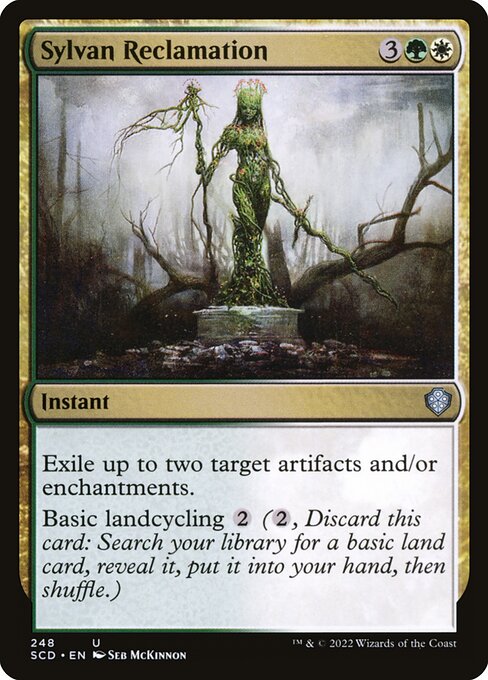 Sylvan Reclamation 3
Instant
Exile up to two target artifacts and/or
enchantments.
Basic landcycling 2 (2, Discard this
card: Search your library for a basic land
card, reveal it, put it into your hand, then
shuffle.)
248 U
SCD • EN Seb McKinnon
™ & © 2022 Wizards of the Coast